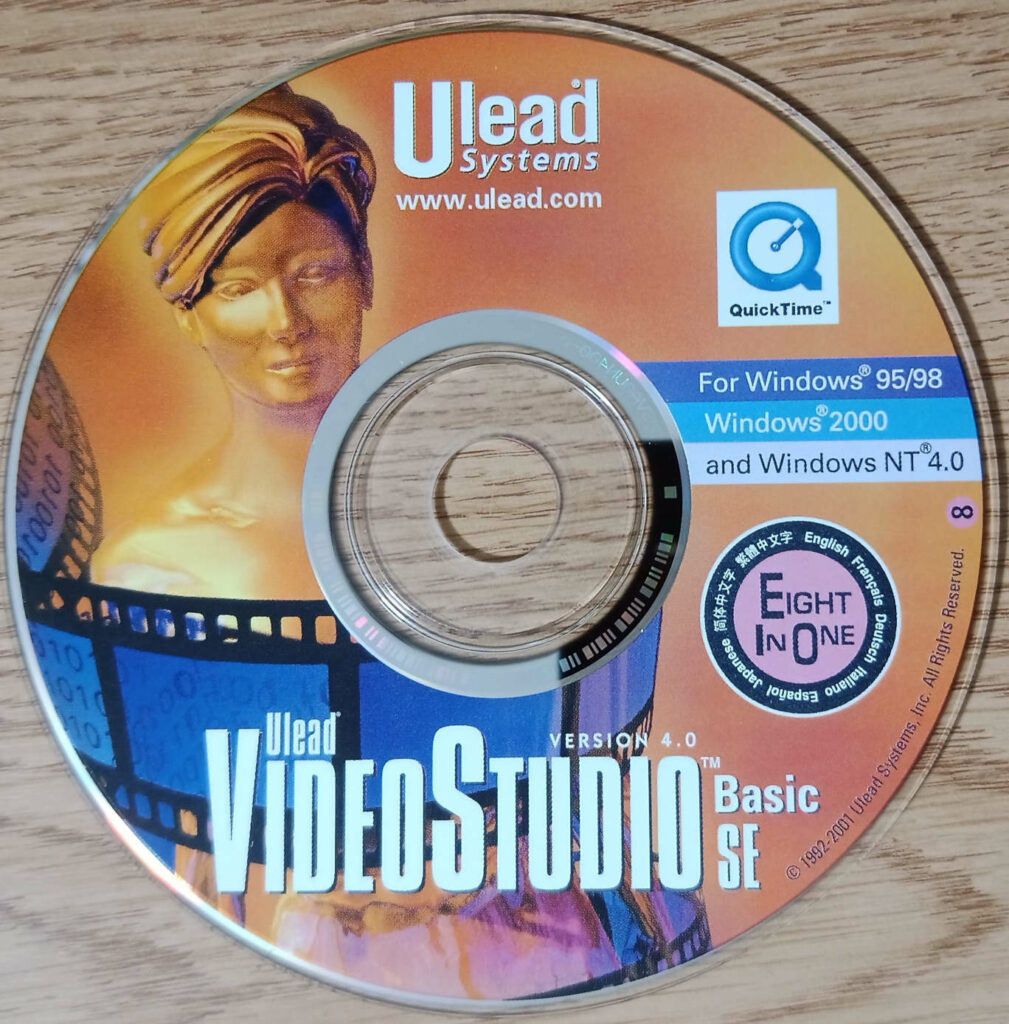 Ulead
Systems
www.ulead.com
QuickTime™
For Windows® 95/98
Windows® 2000
and Windows NT® 4.0
8
English Français Deutsch Italiano Español Japanese 简体中文字 繁體中文字
EIGHT
IN ONE
© 1992-2001 Ulead Systems, Inc. All Rights Reserved.
Ulead®
VERSION 4.0
VIDEOSTUDIO™
Basic
SE